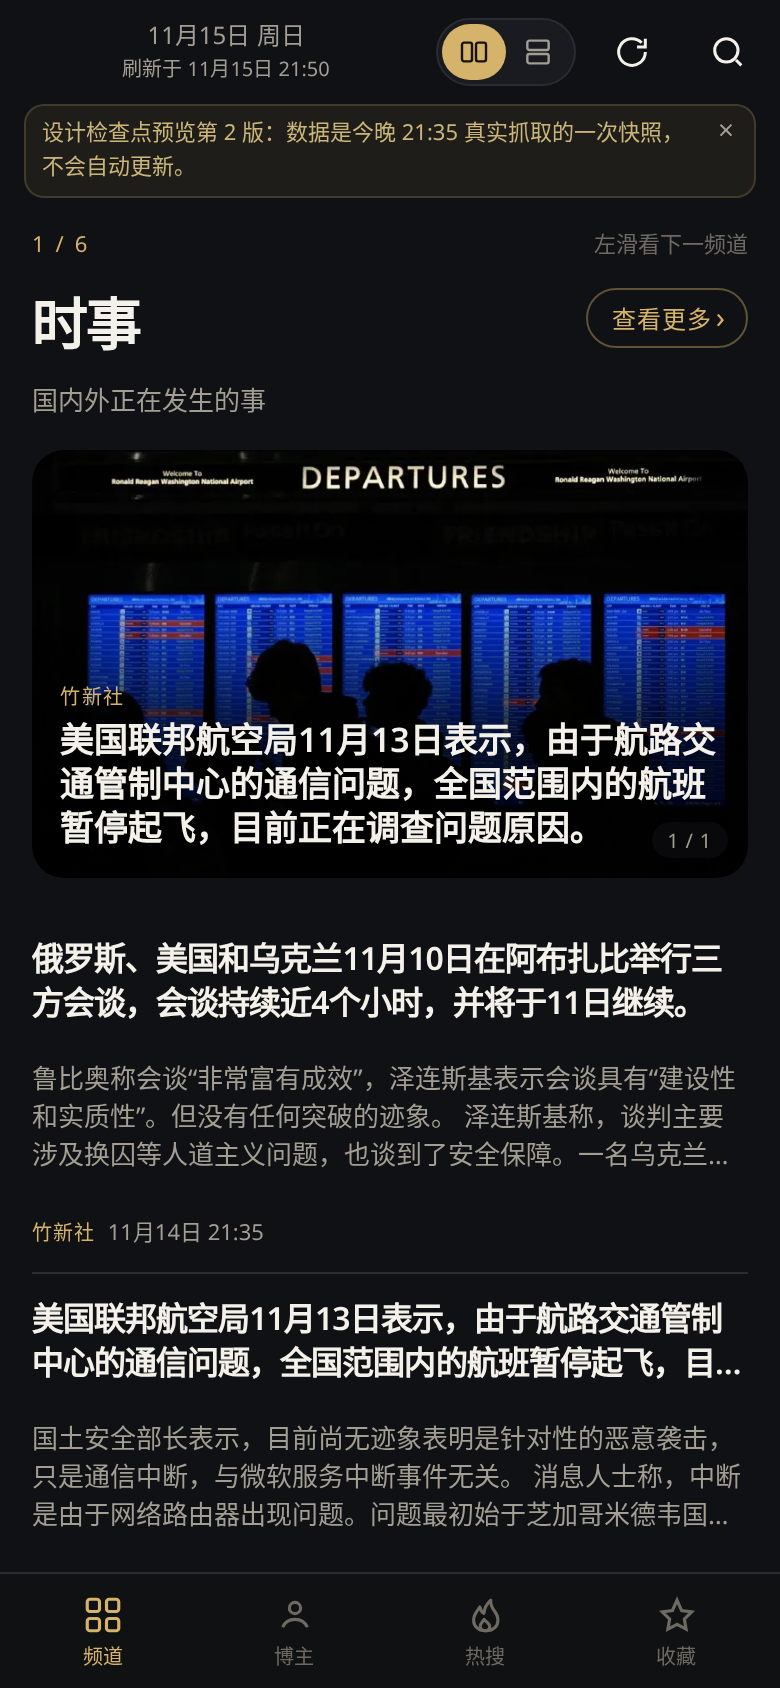 11月15日 周日
刷新于 11月15日 21:50
设计检查点预览第 2 版：数据是今晚 21:35 真实抓取的一次快照，
不会自动更新。
1 / 6
左滑看下一频道
时事
查看更多
国内外正在发生的事
Welcome To
Ronald Reagan Washington National Airport
DEPARTURES
Welcome To
Ronald Reagan Washington National Airport
竹新社
美国联邦航空局11月13日表示，由于航路交
通管制中心的通信问题，全国范围内的航班
暂停起飞，目前正在调查问题原因。
1 / 1
俄罗斯、美国和乌克兰11月10日在阿布扎比举行三
方会谈，会谈持续近4个小时，并将于11日继续。
鲁比奥称会谈“非常富有成效”，泽连斯基表示会谈具有“建设性
和实质性”。但没有任何突破的迹象。 泽连斯基称，谈判主要
涉及换囚等人道主义问题，也谈到了安全保障。一名乌克兰...
竹新社 11月14日 21:35
美国联邦航空局11月13日表示，由于航路交通管制
中心的通信问题，全国范围内的航班暂停起飞，目...
国土安全部长表示，目前尚无迹象表明是针对性的恶意袭击，
只是通信中断，与微软服务中断事件无关。 消息人士称，中断
是由于网络路由器出现问题。问题最初始于芝加哥米德韦国...
频道
博主
热搜
收藏